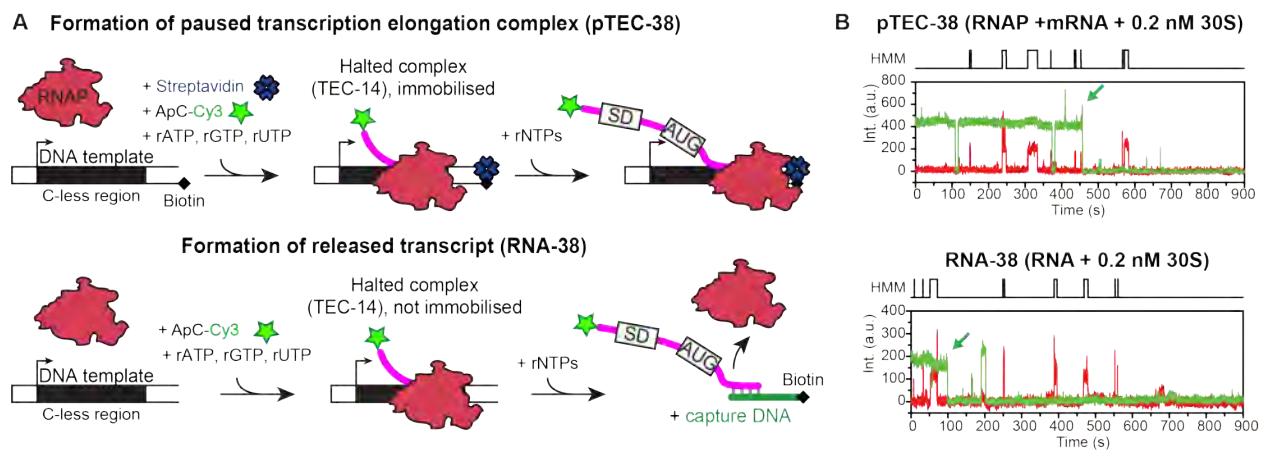 A Formation of paused transcription elongation complex (pTEC-38)
RNAP
+ Streptavidin
+ ApC-Cy3
+ rATP, rGTP, rUTP
DNA template
C-less region
Biotin
Halted complex
(TEC-14), immobilised
+ rNTPs
SD
AUG
Formation of released transcript (RNA-38)
+ ApC-Cy3
+ rATP, rGTP, rUTP
DNA template
C-less region
Halted complex
(TEC-14), not immobilised
+ rNTPs
SD
AUG
Biotin
+ capture DNA
B pTEC-38 (RNAP +mRNA + 0.2 nM 30S)
HMM
Int. (a.u.)
800
600
400
200
0
0 100 200 300 400 500 600 700 800 900
Time (s)
RNA-38 (RNA + 0.2 nM 30S)
HMM
Int. (a.u.)
400
300
200
100
0
0 100 200 300 400 500 600 700 800 900
Time (s)